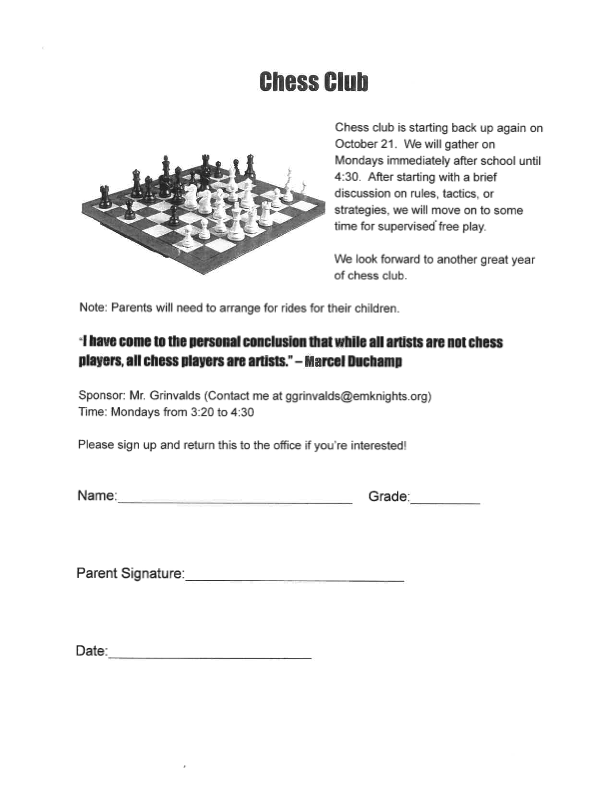 Chess Club
Chess club is starting back up again on
October 21. We will gather on
Mondays immediately after school until
4:30. After starting with a brief
discussion on rules, tactics, or
strategies, we will move on to some
time for supervised free play.
We look forward to another great year
of chess club.
Note: Parents will need to arrange for rides for their children.
"I have come to the personal conclusion that while all artists are not chess
players, all chess players are artists." – Marcel Duchamp
Sponsor: Mr. Grinvalds (Contact me at ggrinvalds@emknights.org)
Time: Mondays from 3:20 to 4:30
Please sign up and return this to the office if you're interested!
Name:______________________________ Grade:_________
Parent Signature:____________________________
Date:__________________________